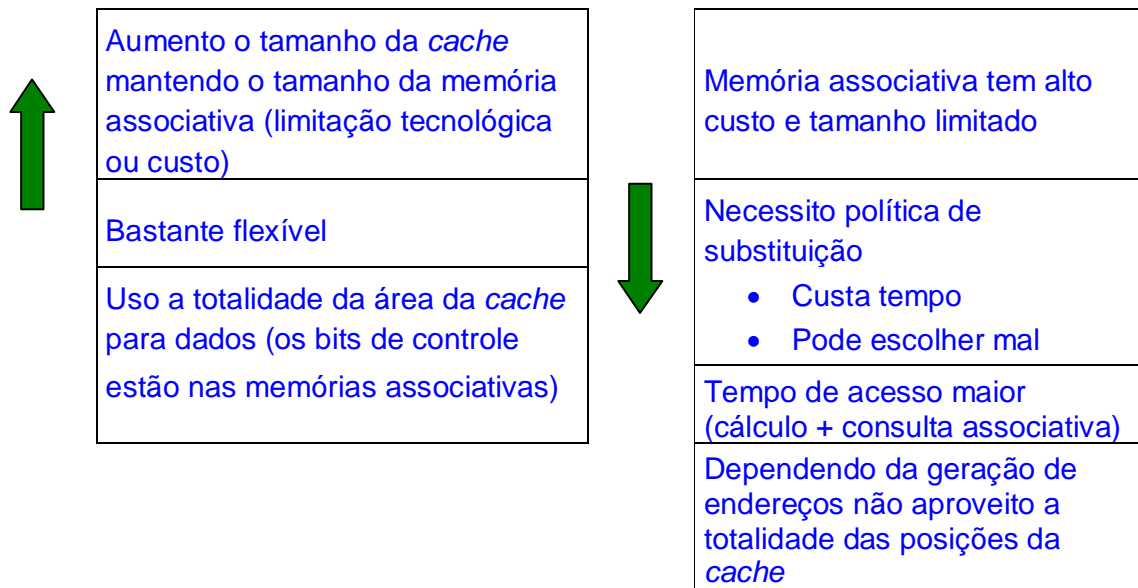 Aumento o tamanho da cache
mantendo o tamanho da memória
associativa (limitação tecnológica
ou custo)
Bastante flexível
Uso a totalidade da área da cache
para dados (os bits de controle
estão nas memórias associativas)
Memória associativa tem alto
custo e tamanho limitado
Necessito política de
substituição
• Custa tempo
• Pode escolher mal
Tempo de acesso maior
(cálculo + consulta associativa)
Dependendo da geração de
endereços não aproveito a
totalidade das posições da
cache